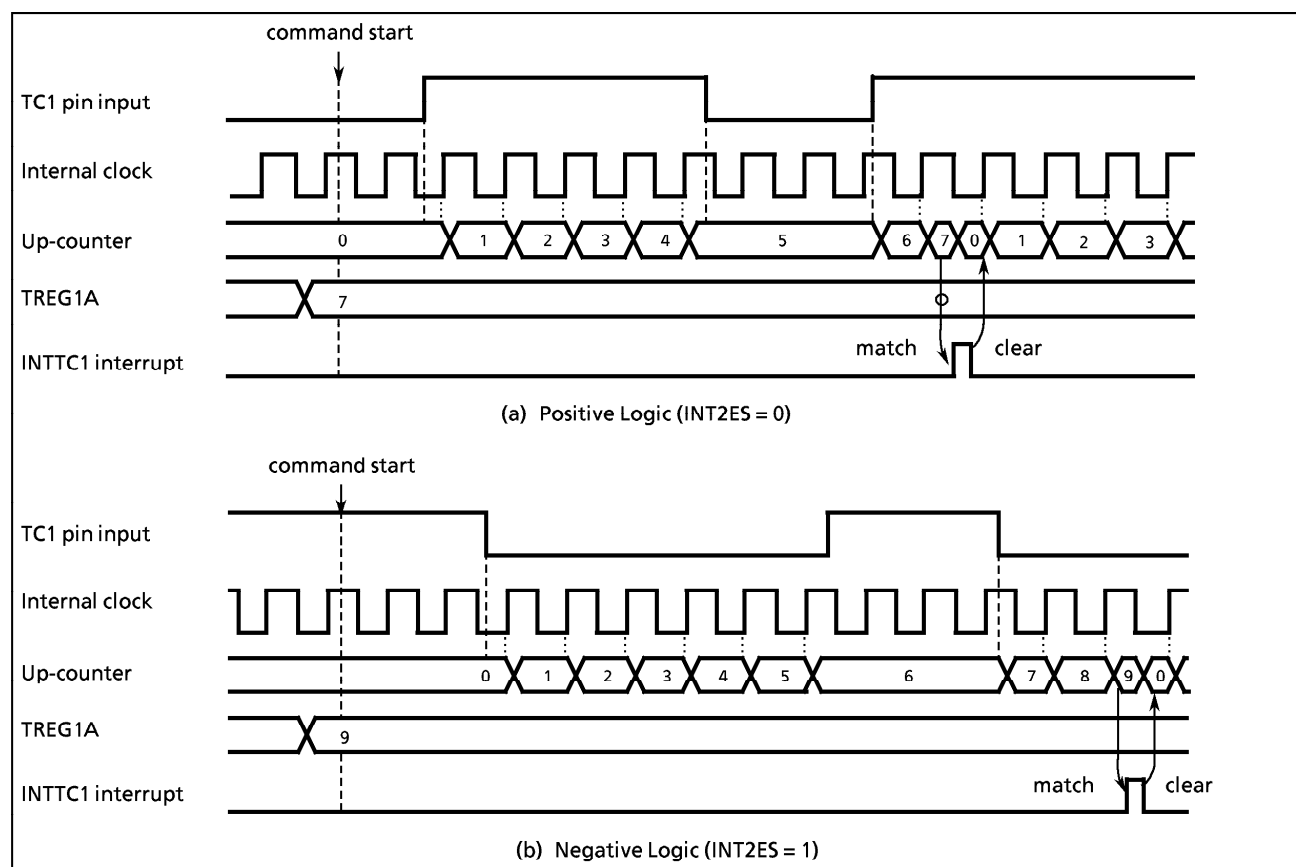 command start
TC1 pin input
Internal clock
Up-counter 0 1 2 3 4 5 6 7 0 1 2 3
TREG1A 7
match clear
INTTC1 interrupt
(a) Positive Logic (INT2ES = 0)
command start
TC1 pin input
Internal clock
Up-counter 0 1 2 3 4 5 6 7 8 9 0
TREG1A 9
match clear
INTTC1 interrupt
(b) Negative Logic (INT2ES = 1)